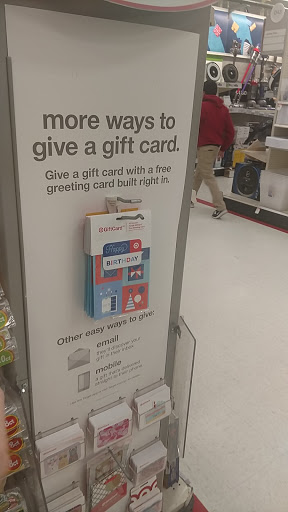 more ways to
give a gift card.
Give a gift card with a free
greeting card built right in.
GiftCard
BIRTHDAY
Other easy ways to give:
email
mobile